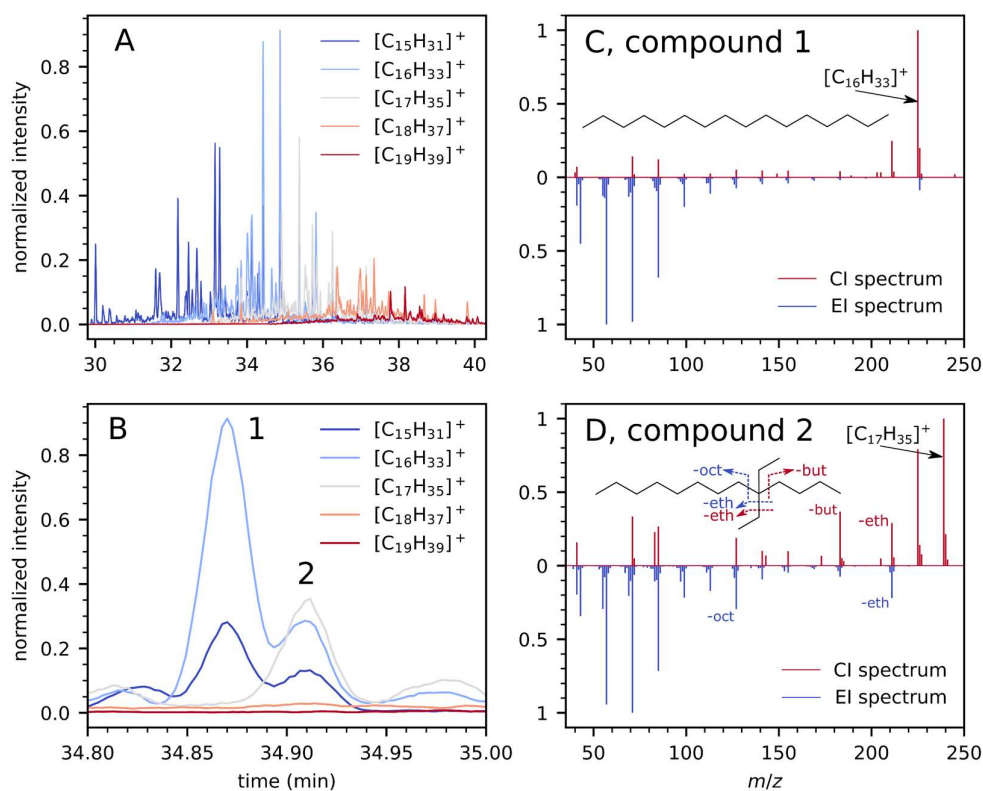 A
[C₁₅H₃₁]⁺
[C₁₆H₃₃]⁺
[C₁₇H₃₅]⁺
[C₁₈H₃₇]⁺
[C₁₉H₃₉]⁺
normalized intensity
0.8
0.6
0.4
0.2
0.0
30 32 34 36 38 40
C, compound 1
[C₁₆H₃₃]⁺
1
0.5
0
0.5
1
CI spectrum
EI spectrum
50 100 150 200 250
B
1
2
[C₁₅H₃₁]⁺
[C₁₆H₃₃]⁺
[C₁₇H₃₅]⁺
[C₁₈H₃₇]⁺
[C₁₉H₃₉]⁺
normalized intensity
0.8
0.6
0.4
0.2
0.0
34.80 34.85 34.90 34.95 35.00
time (min)
D, compound 2
[C₁₇H₃₅]⁺
-oct
-but
-eth
-eth
-but
-eth
-oct
-eth
1
0.5
0
0.5
1
CI spectrum
EI spectrum
50 100 150 200 250
m/z